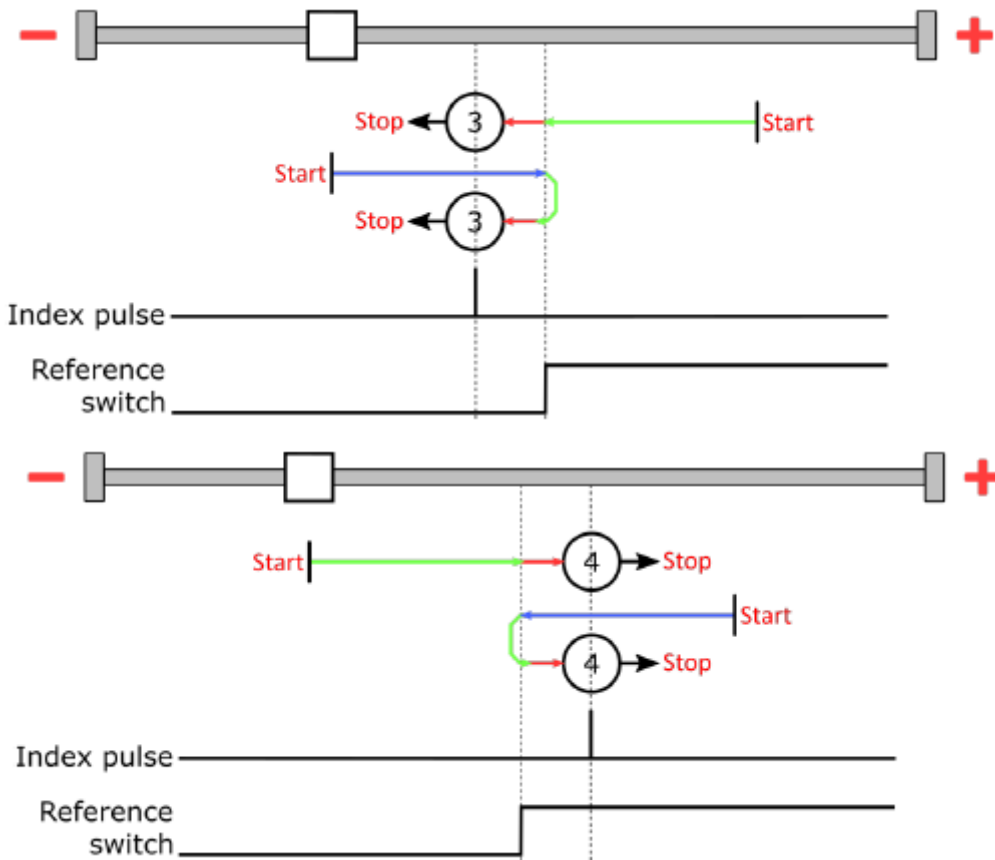 − +
Stop 3 Start
Start
Stop 3
Index pulse
Reference
switch
− +
Start 4 Stop
Start
4 Stop
Index pulse
Reference
switch